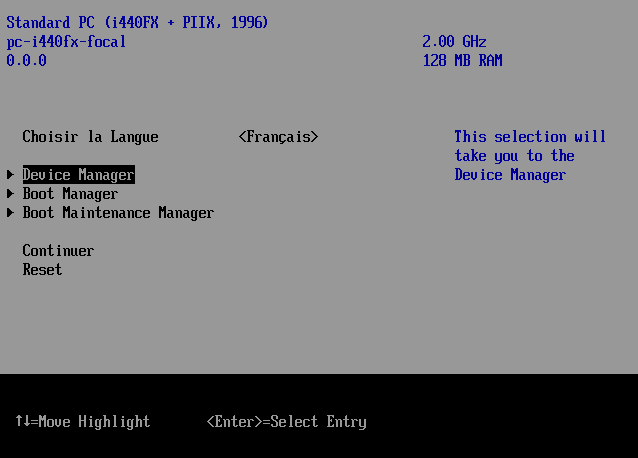 Standard PC (i440FX + PIIX, 1996)
pc-i440fx-focal 2.00 GHz
0.0.0 128 MB RAM
Choisir la Langue <Français> This selection will
take you to the
Device Manager Device Manager
Boot Manager
Boot Maintenance Manager
Continuer
Reset
↑↓=Move Highlight <Enter>=Select Entry